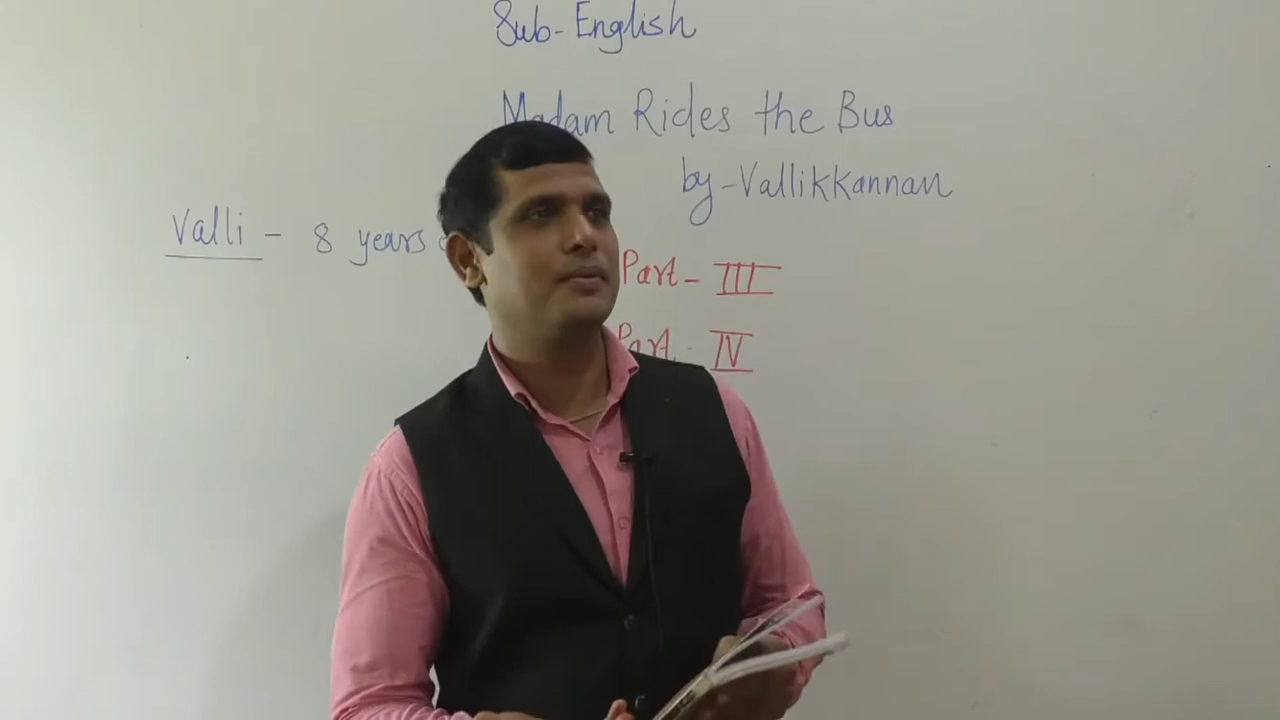 Sub- English
Madam Rides the Bus
by - Vallikkannan
Valli - 8 years
Part - III
Part - IV